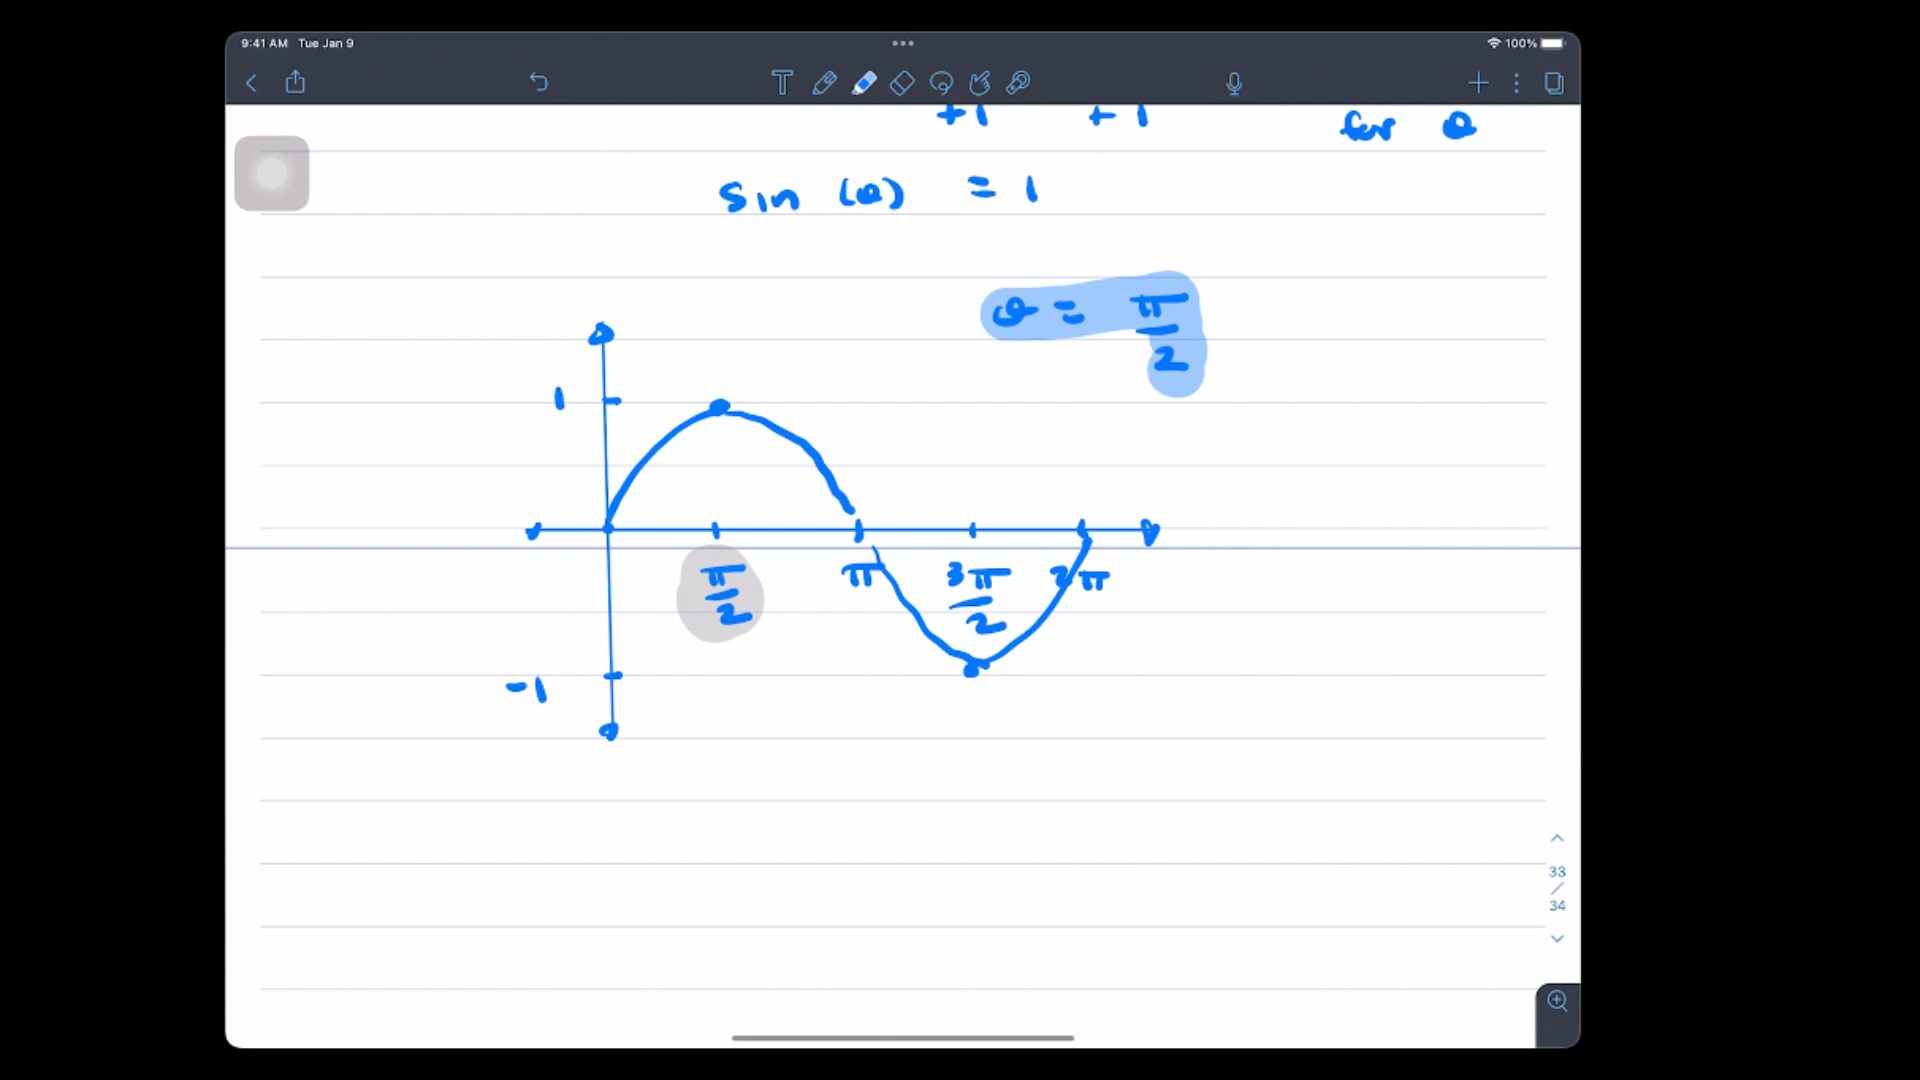 9:41 AM Tue Jan 9
100%
+1 +1
for θ
sin (θ) = 1
θ = π/2
1
π/2 π 3π/2 2π
-1
33
/
34